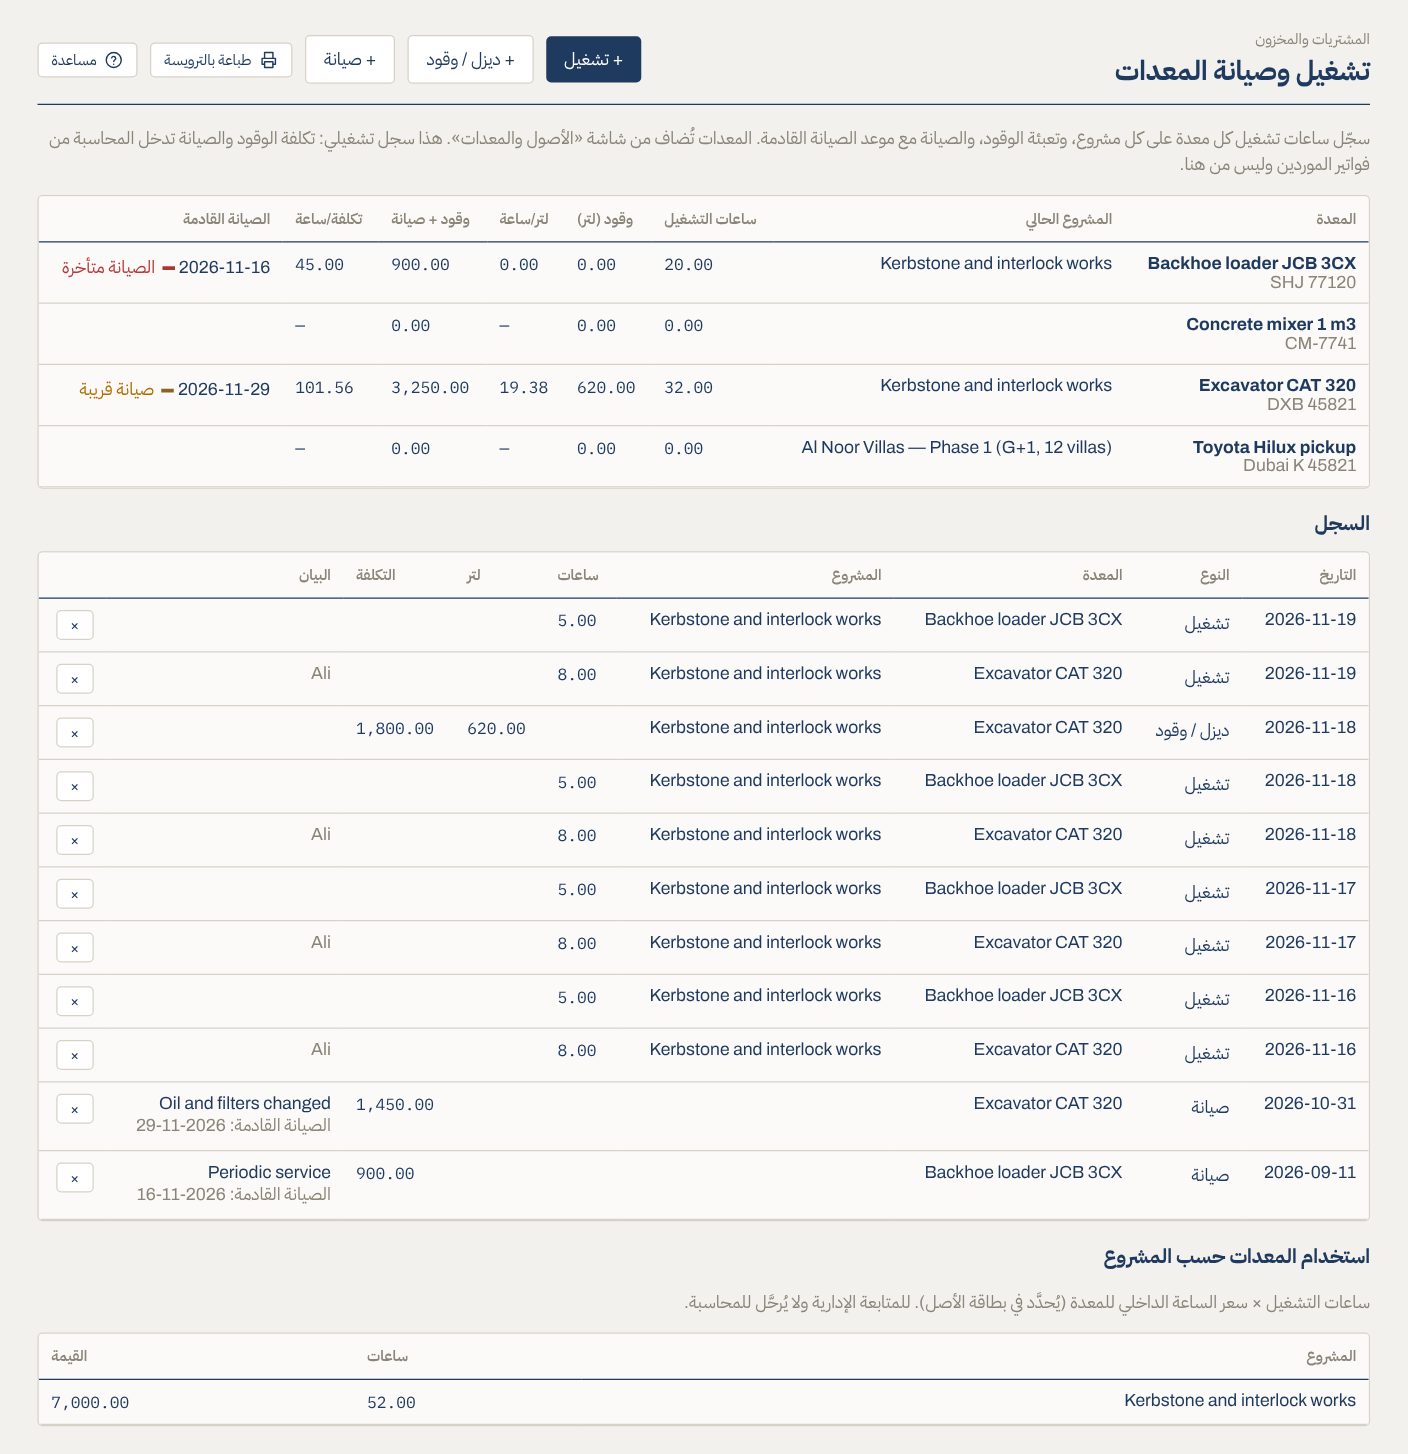 المشتريات والمخزون
تشغيل وصيانة المعدات
+ تشغيل
+ ديزل / وقود
+ صيانة
طباعة بالترويسة
مساعدة
سجّل ساعات تشغيل كل معدة على كل مشروع، وتعبئة الوقود، والصيانة مع موعد الصيانة القادمة. المعدات تُضاف من شاشة «الأصول والمعدات». هذا سجل تشغيلي: تكلفة الوقود والصيانة تدخل المحاسبة من
فواتير الموردين وليس من هنا.
المعدة المشروع الحالي ساعات التشغيل وقود (لتر) لتر/ساعة وقود + صيانة تكلفة/ساعة الصيانة القادمة
Backhoe loader JCB 3CX Kerbstone and interlock works 20.00 0.00 0.00 900.00 45.00 2026-11-16 الصيانة متأخرة
SHJ 77120
Concrete mixer 1 m3 0.00 0.00 — 0.00 —
CM-7741
Excavator CAT 320 Kerbstone and interlock works 32.00 620.00 19.38 3,250.00 101.56 2026-11-29 صيانة قريبة
DXB 45821
Toyota Hilux pickup Al Noor Villas — Phase 1 (G+1, 12 villas) 0.00 0.00 — 0.00 —
Dubai K 45821
السجل
التاريخ النوع المعدة المشروع ساعات لتر التكلفة البيان
2026-11-19 تشغيل Backhoe loader JCB 3CX Kerbstone and interlock works 5.00 ×
2026-11-19 تشغيل Excavator CAT 320 Kerbstone and interlock works 8.00 Ali ×
2026-11-18 ديزل / وقود Excavator CAT 320 Kerbstone and interlock works 620.00 1,800.00 ×
2026-11-18 تشغيل Backhoe loader JCB 3CX Kerbstone and interlock works 5.00 ×
2026-11-18 تشغيل Excavator CAT 320 Kerbstone and interlock works 8.00 Ali ×
2026-11-17 تشغيل Backhoe loader JCB 3CX Kerbstone and interlock works 5.00 ×
2026-11-17 تشغيل Excavator CAT 320 Kerbstone and interlock works 8.00 Ali ×
2026-11-16 تشغيل Backhoe loader JCB 3CX Kerbstone and interlock works 5.00 ×
2026-11-16 تشغيل Excavator CAT 320 Kerbstone and interlock works 8.00 Ali ×
2026-10-31 صيانة Excavator CAT 320 1,450.00 Oil and filters changed ×
الصيانة القادمة: 2026-11-29
2026-09-11 صيانة Backhoe loader JCB 3CX 900.00 Periodic service ×
الصيانة القادمة: 2026-11-16
استخدام المعدات حسب المشروع
ساعات التشغيل × سعر الساعة الداخلي للمعدة (يُحدَّد في بطاقة الأصل). للمتابعة الإدارية ولا يُرحَّل للمحاسبة.
المشروع ساعات القيمة
Kerbstone and interlock works 52.00 7,000.00